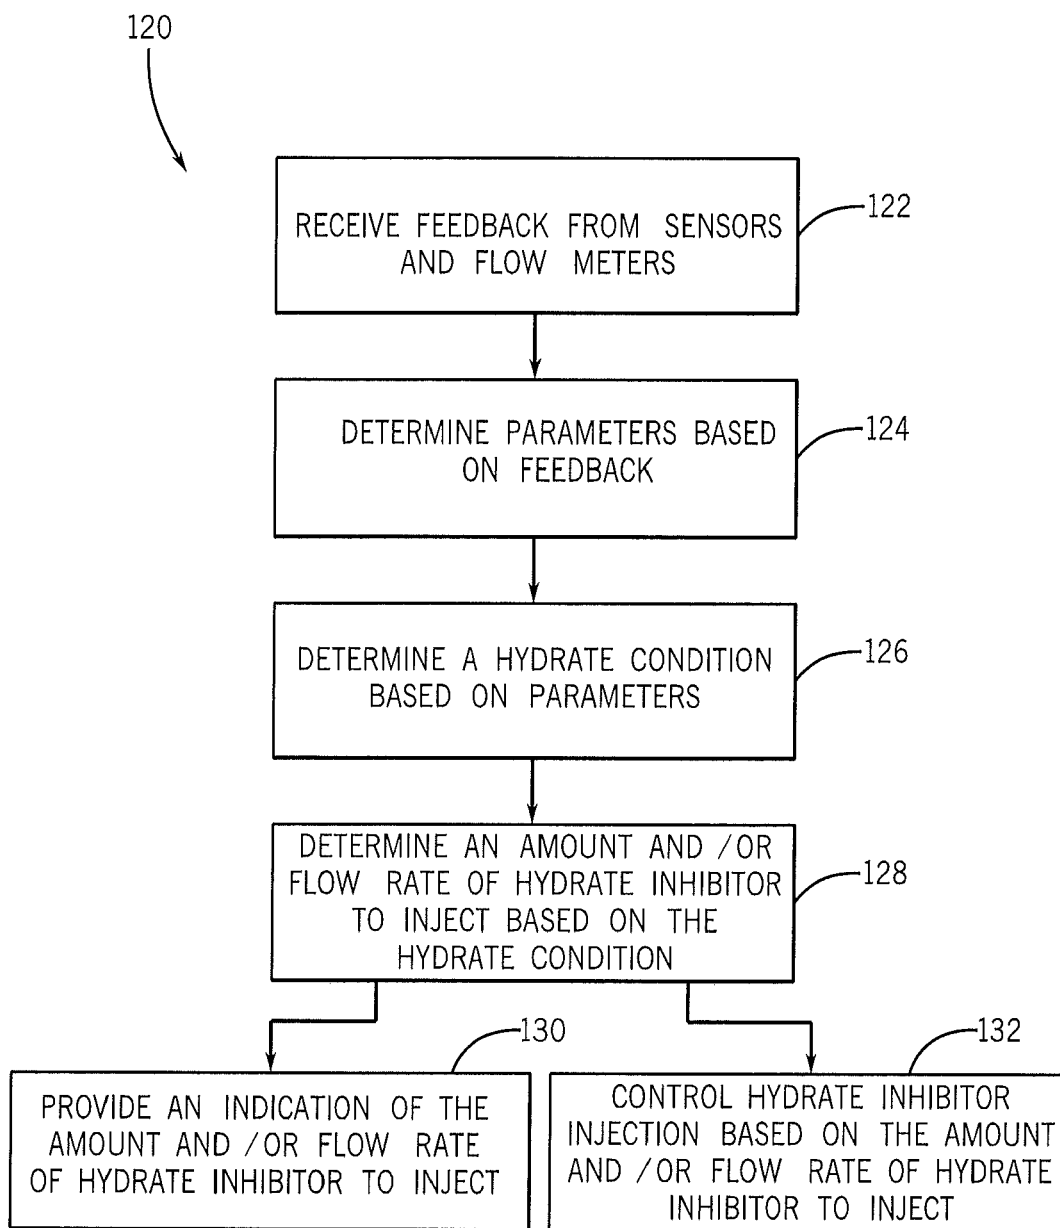 120
RECEIVE FEEDBACK FROM SENSORS
AND FLOW METERS
122
DETERMINE PARAMETERS BASED
ON FEEDBACK
124
DETERMINE A HYDRATE CONDITION
BASED ON PARAMETERS
126
DETERMINE AN AMOUNT AND /OR
FLOW RATE OF HYDRATE INHIBITOR
TO INJECT BASED ON THE
HYDRATE CONDITION
128
130
PROVIDE AN INDICATION OF THE
AMOUNT AND /OR FLOW RATE
OF HYDRATE INHIBITOR TO INJECT
132
CONTROL HYDRATE INHIBITOR
INJECTION BASED ON THE AMOUNT
AND /OR FLOW RATE OF HYDRATE
INHIBITOR TO INJECT